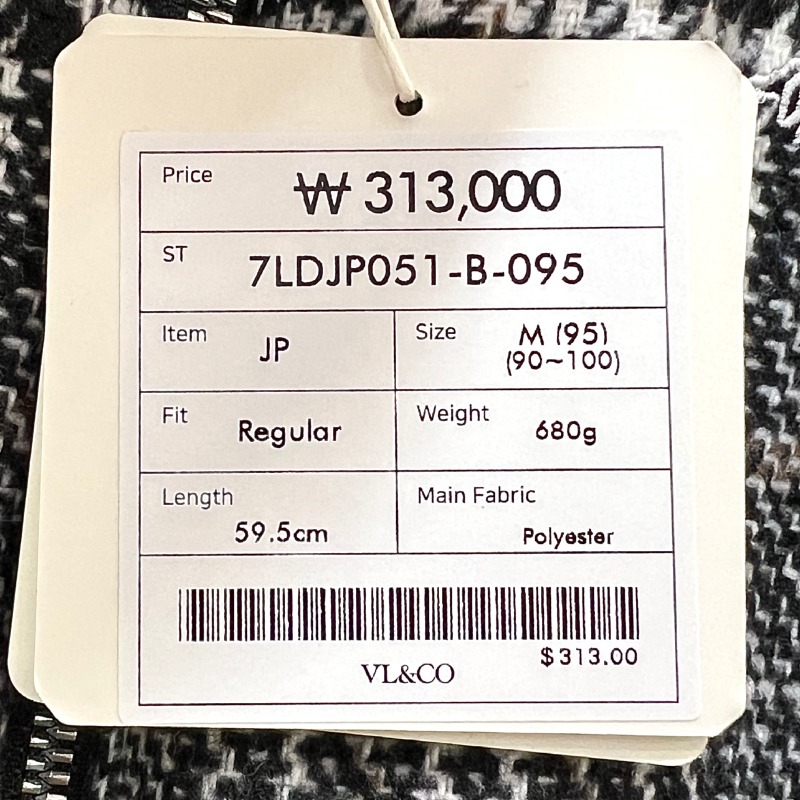 Price ₩ 313,000
ST 7LDJP051-B-095
Item JP
Size M (95)
(90~100)
Fit Regular
Weight 680g
Length
59.5cm
Main Fabric
Polyester
$313.00
VL&CO